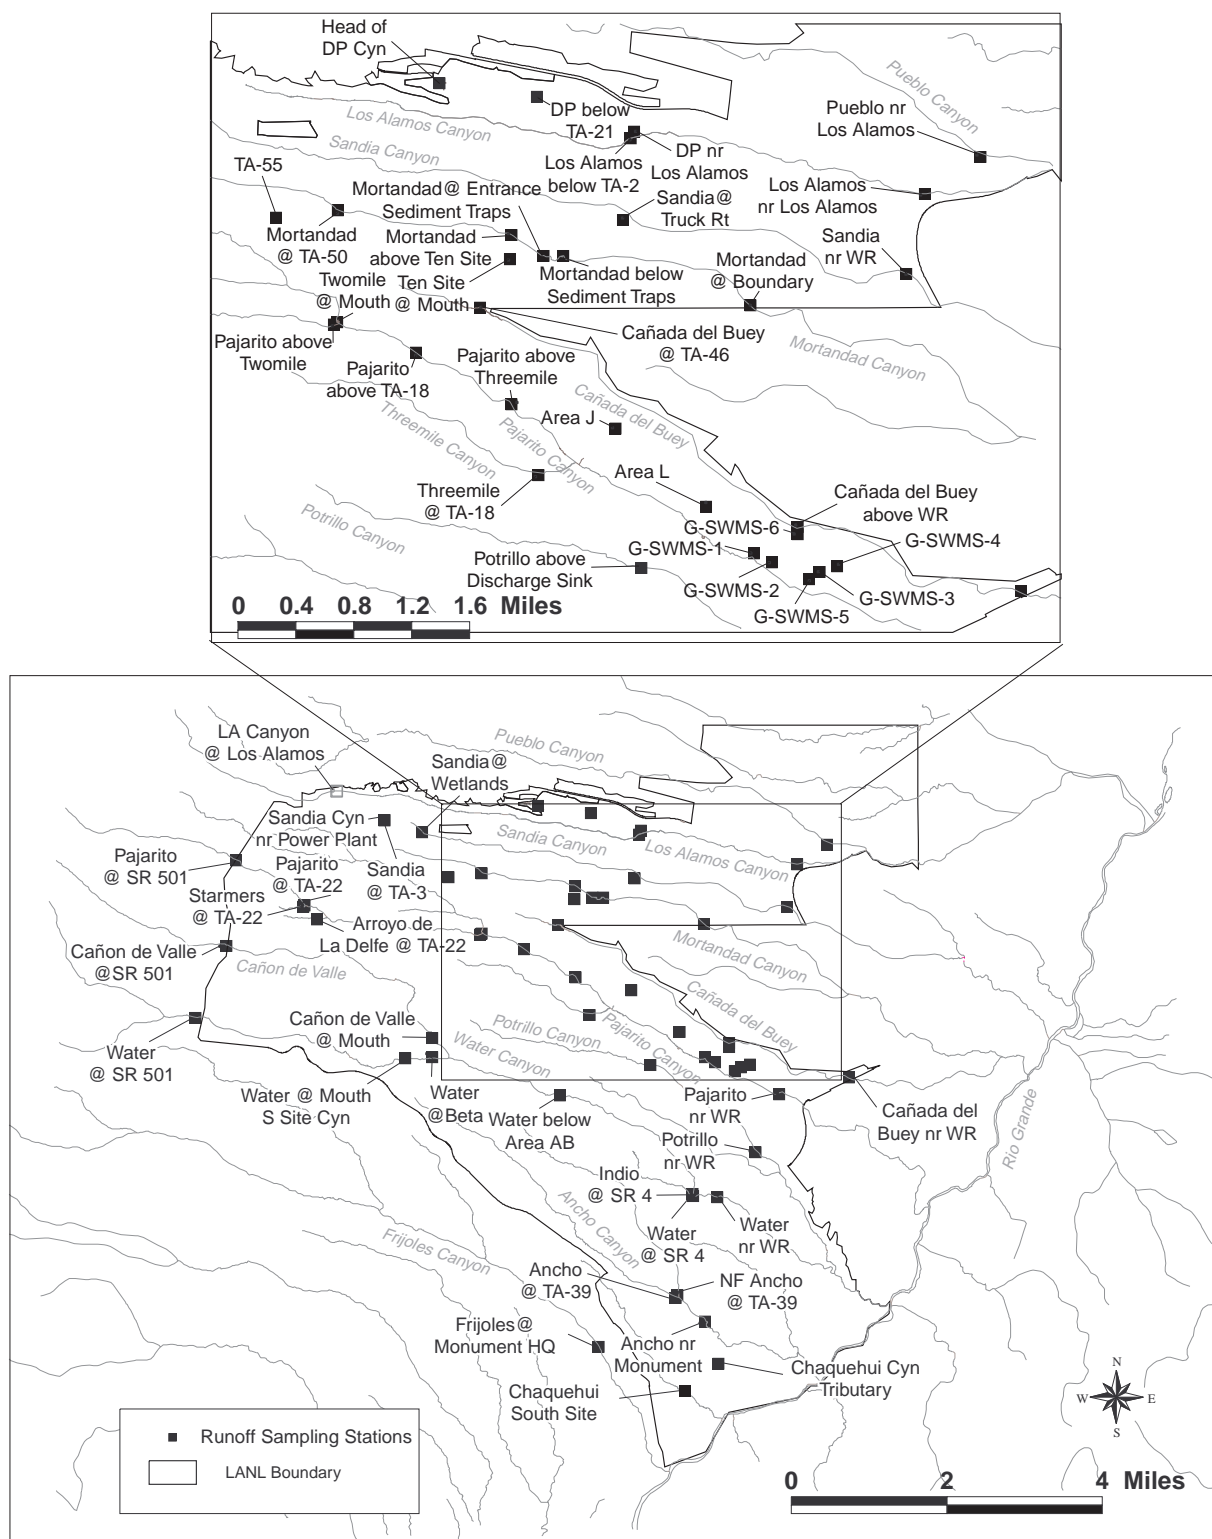 Head of
DP Cyn
Pueblo Canyon
DP below
TA-21
Pueblo nr
Los Alamos
Los Alamos Canyon
Sandia Canyon
DP nr
Los Alamos
Los Alamos
below TA-2
TA-55
Mortandad@ Entrance
Sediment Traps
Sandia@
Truck Rt
Los Alamos
nr Los Alamos
Mortandad
@ TA-50
Mortandad
above Ten Site
Sandia
nr WR
Twomile
@ Mouth
Ten Site
@ Mouth
Mortandad below
Sediment Traps
Mortandad
@ Boundary
Pajarito above
Twomile
Cañada del Buey
@ TA-46
Mortandad Canyon
Pajarito
above TA-18
Pajarito above
Threemile
Cañada del Buey
Threemile Canyon
Area J
Pajarito Canyon
Area L
Threemile
@ TA-18
Cañada del Buey
above WR
Potrillo Canyon
G-SWMS-6
G-SWMS-4
G-SWMS-1
Potrillo above
Discharge Sink
G-SWMS-2
G-SWMS-3
G-SWMS-5
0 0.4 0.8 1.2 1.6 Miles
LA Canyon
@ Los Alamos
Pueblo Canyon
Sandia@
Wetlands
Sandia Cyn
nr Power Plant
Sandia Canyon
Los Alamos Canyon
Pajarito
@ SR 501
Pajarito
@ TA-22
Sandia
@ TA-3
Starmers
@ TA-22
Arroyo de
La Delfe @ TA-22
Cañon de Valle
@SR 501
Cañon de Valle
Mortandad Canyon
Cañada del Buey
Cañon de Valle
@ Mouth
Potrillo Canyon
Pajarito Canyon
Water Canyon
Water
@ SR 501
Water @ Mouth
S Site Cyn
Water
@Beta
Water below
Area AB
Pajarito
nr WR
Cañada del
Buey nr WR
Potrillo
nr WR
Rio Grande
Indio
@ SR 4
Ancho Canyon
Water
@ SR 4
Water
nr WR
Frijoles Canyon
Ancho
@ TA-39
NF Ancho
@ TA-39
Frijoles@
Monument HQ
Ancho nr
Monument
Chaquehui Cyn
Tributary
Chaquehui
South Site
N
W E
S
Runoff Sampling Stations
LANL Boundary
0 2 4 Miles